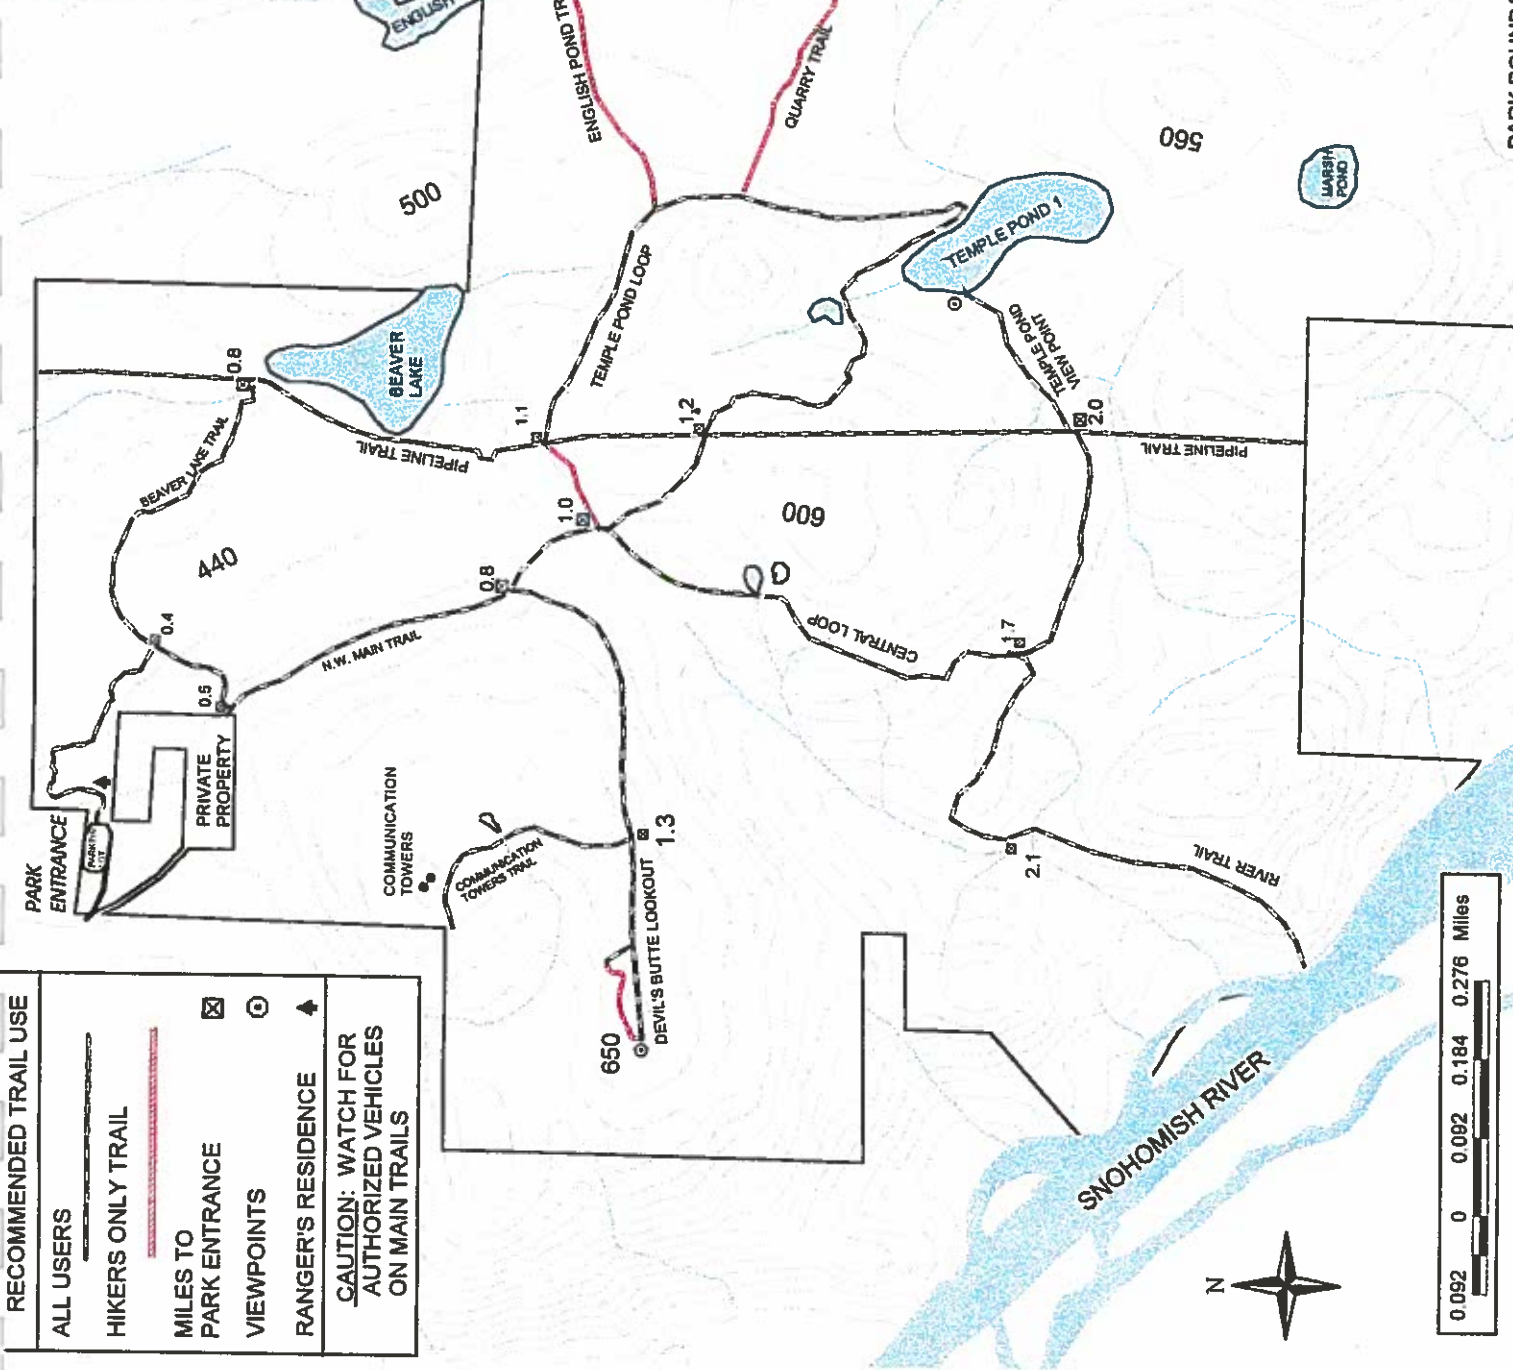 RECOMMENDED TRAIL USE
ALL USERS
HIKERS ONLY TRAIL
MILES TO
PARK ENTRANCE
VIEWPOINTS
RANGER'S RESIDENCE
CAUTION: WATCH FOR
AUTHORIZED VEHICLES
ON MAIN TRAILS
PARK
ENTRANCE
PARKING
LOT
PRIVATE
PROPERTY
0.4
0.5
BEAVER LAKE TRAIL
0.8
440
500
BEAVER
LAKE
ENGLISH
PIPELINE TRAIL
N.W. MAIN TRAIL
0.8
1.0
1.1
1.2
ENGLISH POND TR
QUARRY TRAIL
TEMPLE POND LOOP
TEMPLE POND 1
TEMPLE POND
VIEW POINT
2.0
PIPELINE TRAIL
560
MARSH
POND
600
CENTRAL LOOP
1.7
COMMUNICATION
TOWERS
COMMUNICATION
TOWERS TRAIL
1.3
DEVIL'S BUTTE LOOKOUT
650
2.1
RIVER TRAIL
SNOHOMISH RIVER
N
0.092 0 0.092 0.184 0.276 Miles